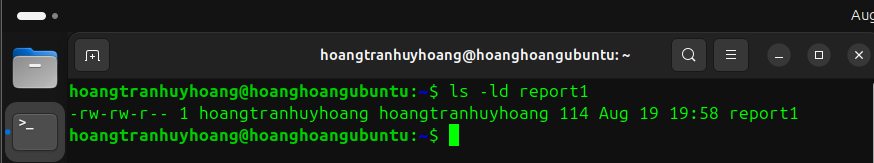 Aug
hoangtranhuyhoang@hoanghoangubuntu: ~
hoangtranhuyhoang@hoanghoangubuntu:~$ ls -ld report1
-rw-rw-r-- 1 hoangtranhuyhoang hoangtranhuyhoang 114 Aug 19 19:58 report1
hoangtranhuyhoang@hoanghoangubuntu:~$
>_